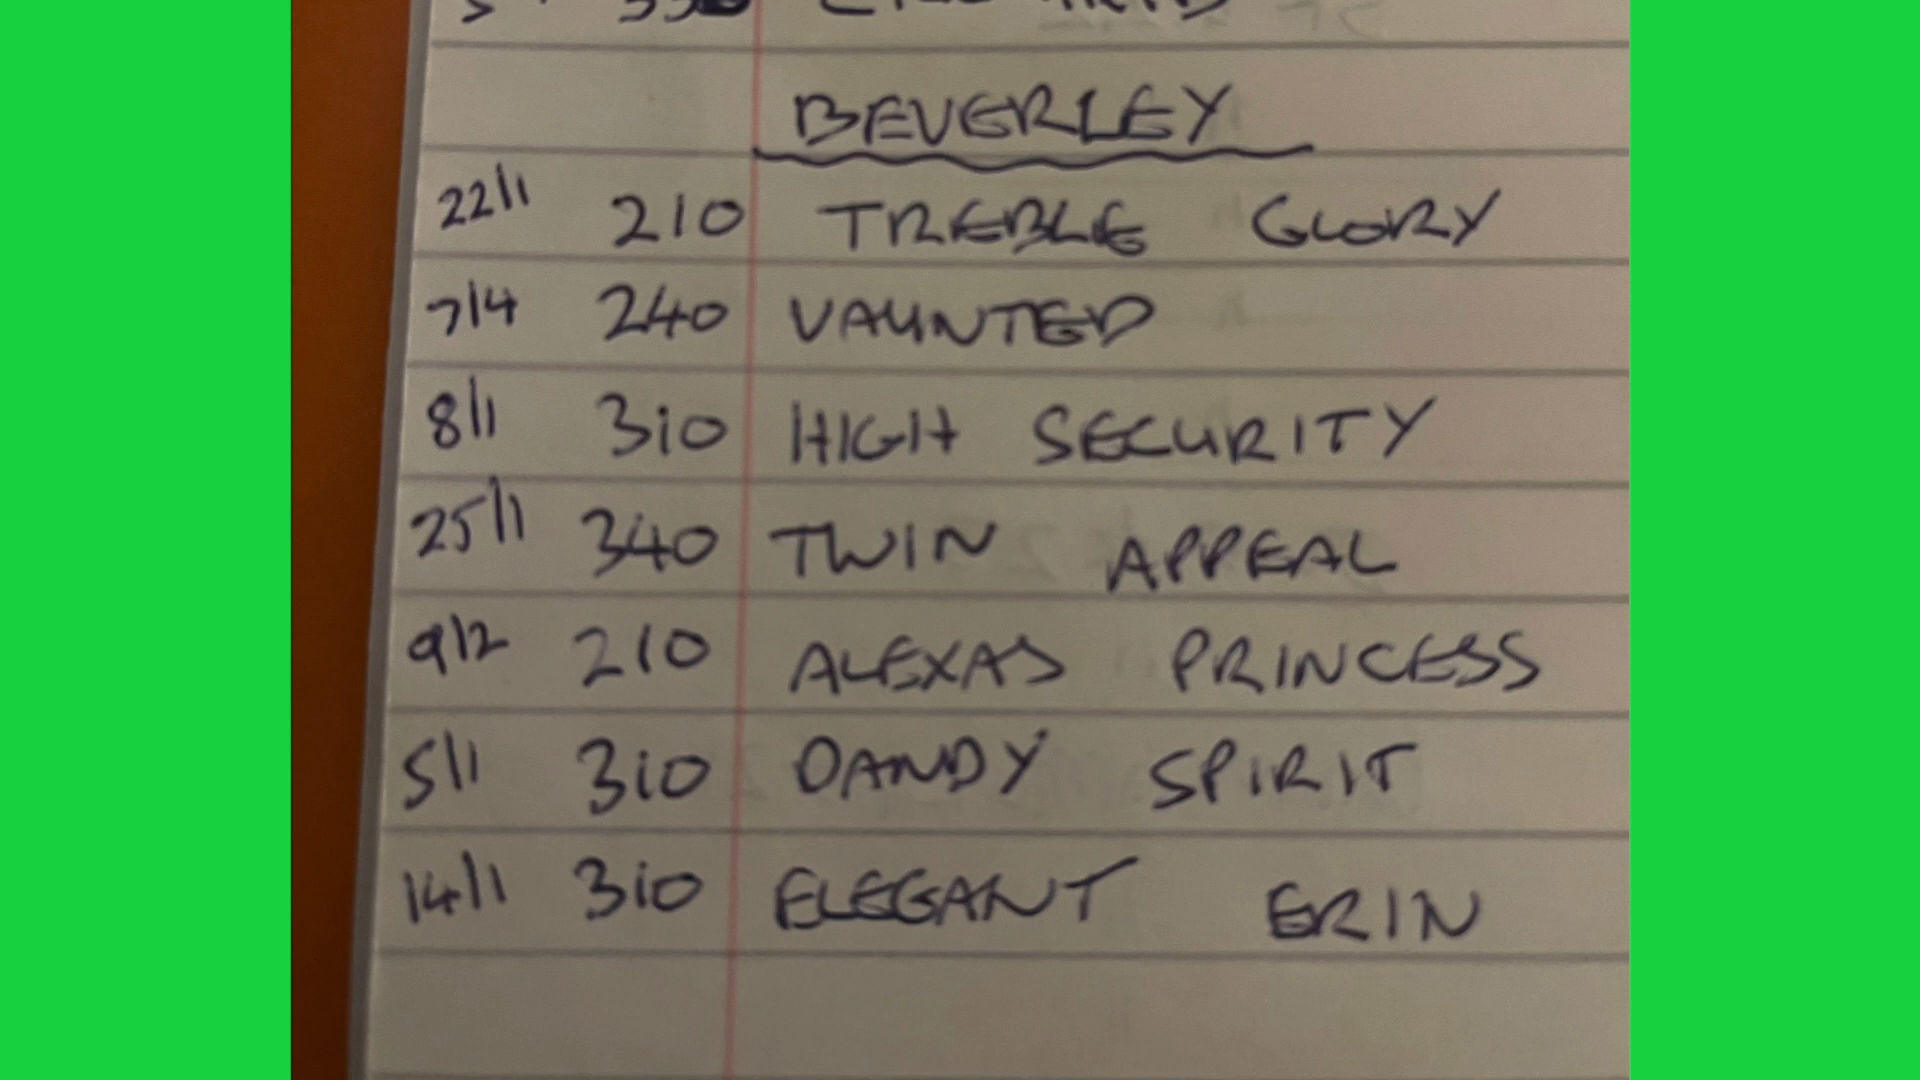 BEVERLEY
22/1 210 TREBLE GLORY
7/4 240 VAUNTED
8/1 310 HIGH SECURITY
25/1 340 TWIN APPEAL
9/2 210 ALEXAS PRINCESS
5/1 310 DANDY SPIRIT
14/1 310 ELEGANT ERIN